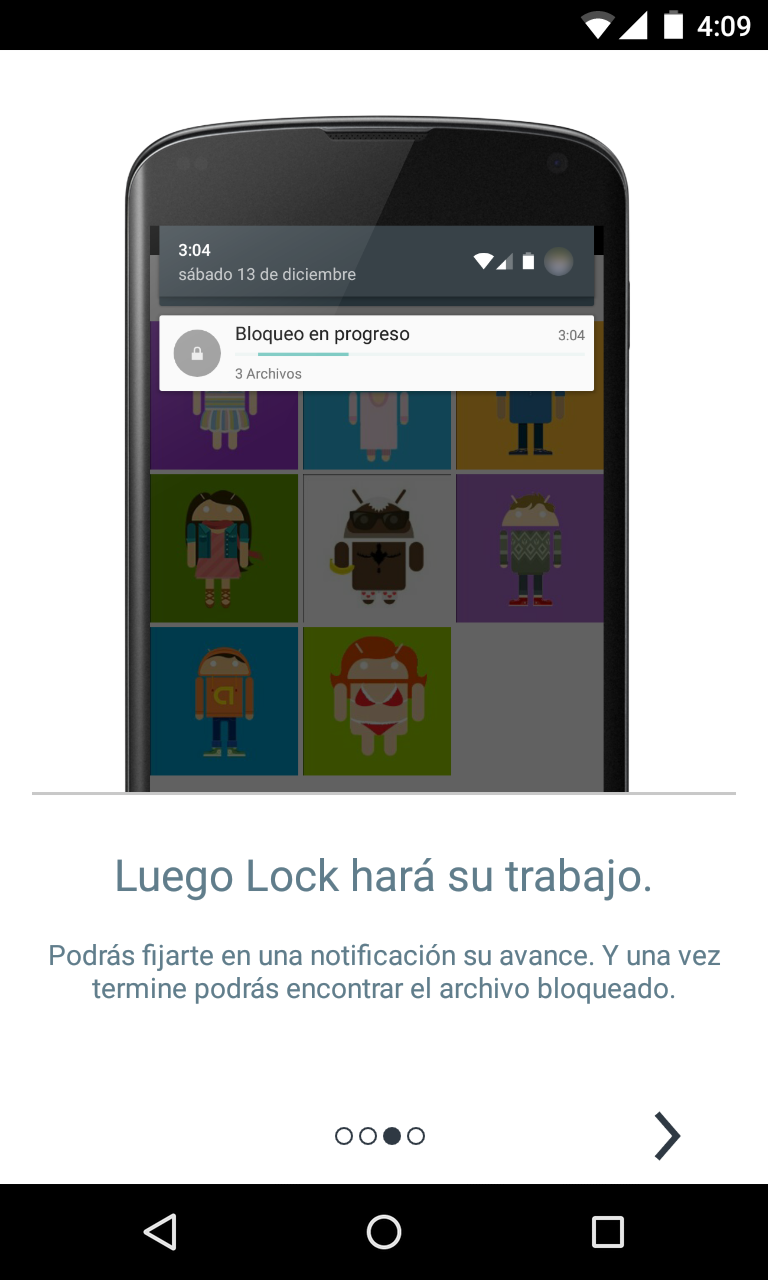 4:09
3:04
sábado 13 de diciembre
Bloqueo en progreso 3:04
3 Archivos
Luego Lock hará su trabajo.
Podrás fijarte en una notificación su avance. Y una vez
termine podrás encontrar el archivo bloqueado.